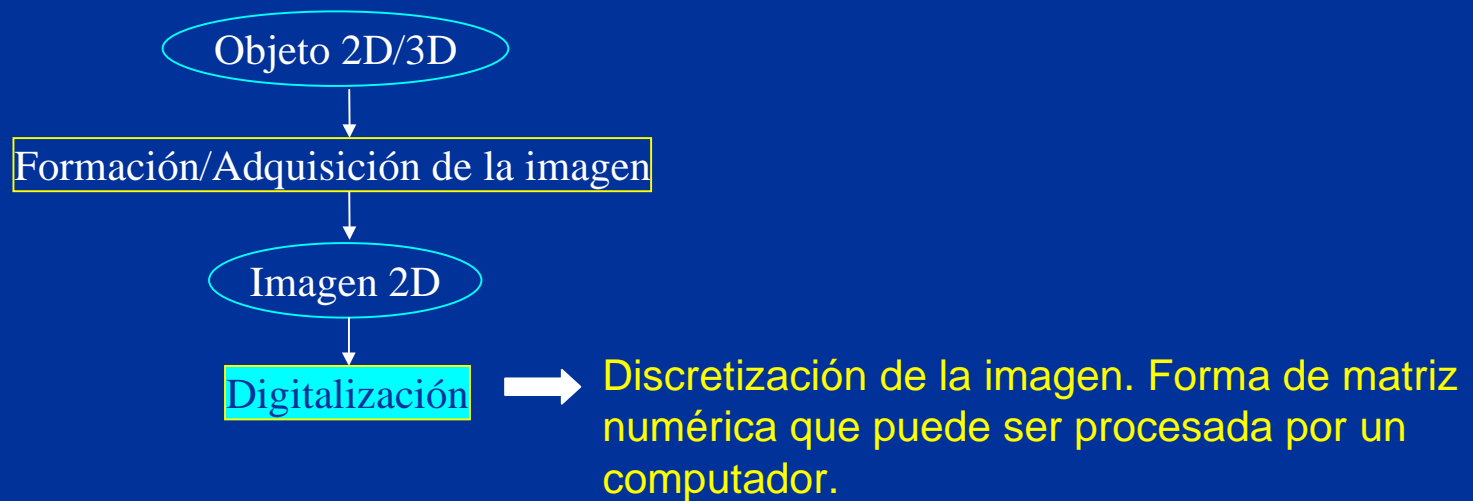 Objeto 2D/3D
Formación/Adquisición de la imagen
Imagen 2D
Digitalización
Discretización de la imagen. Forma de matriz
numérica que puede ser procesada por un
computador.